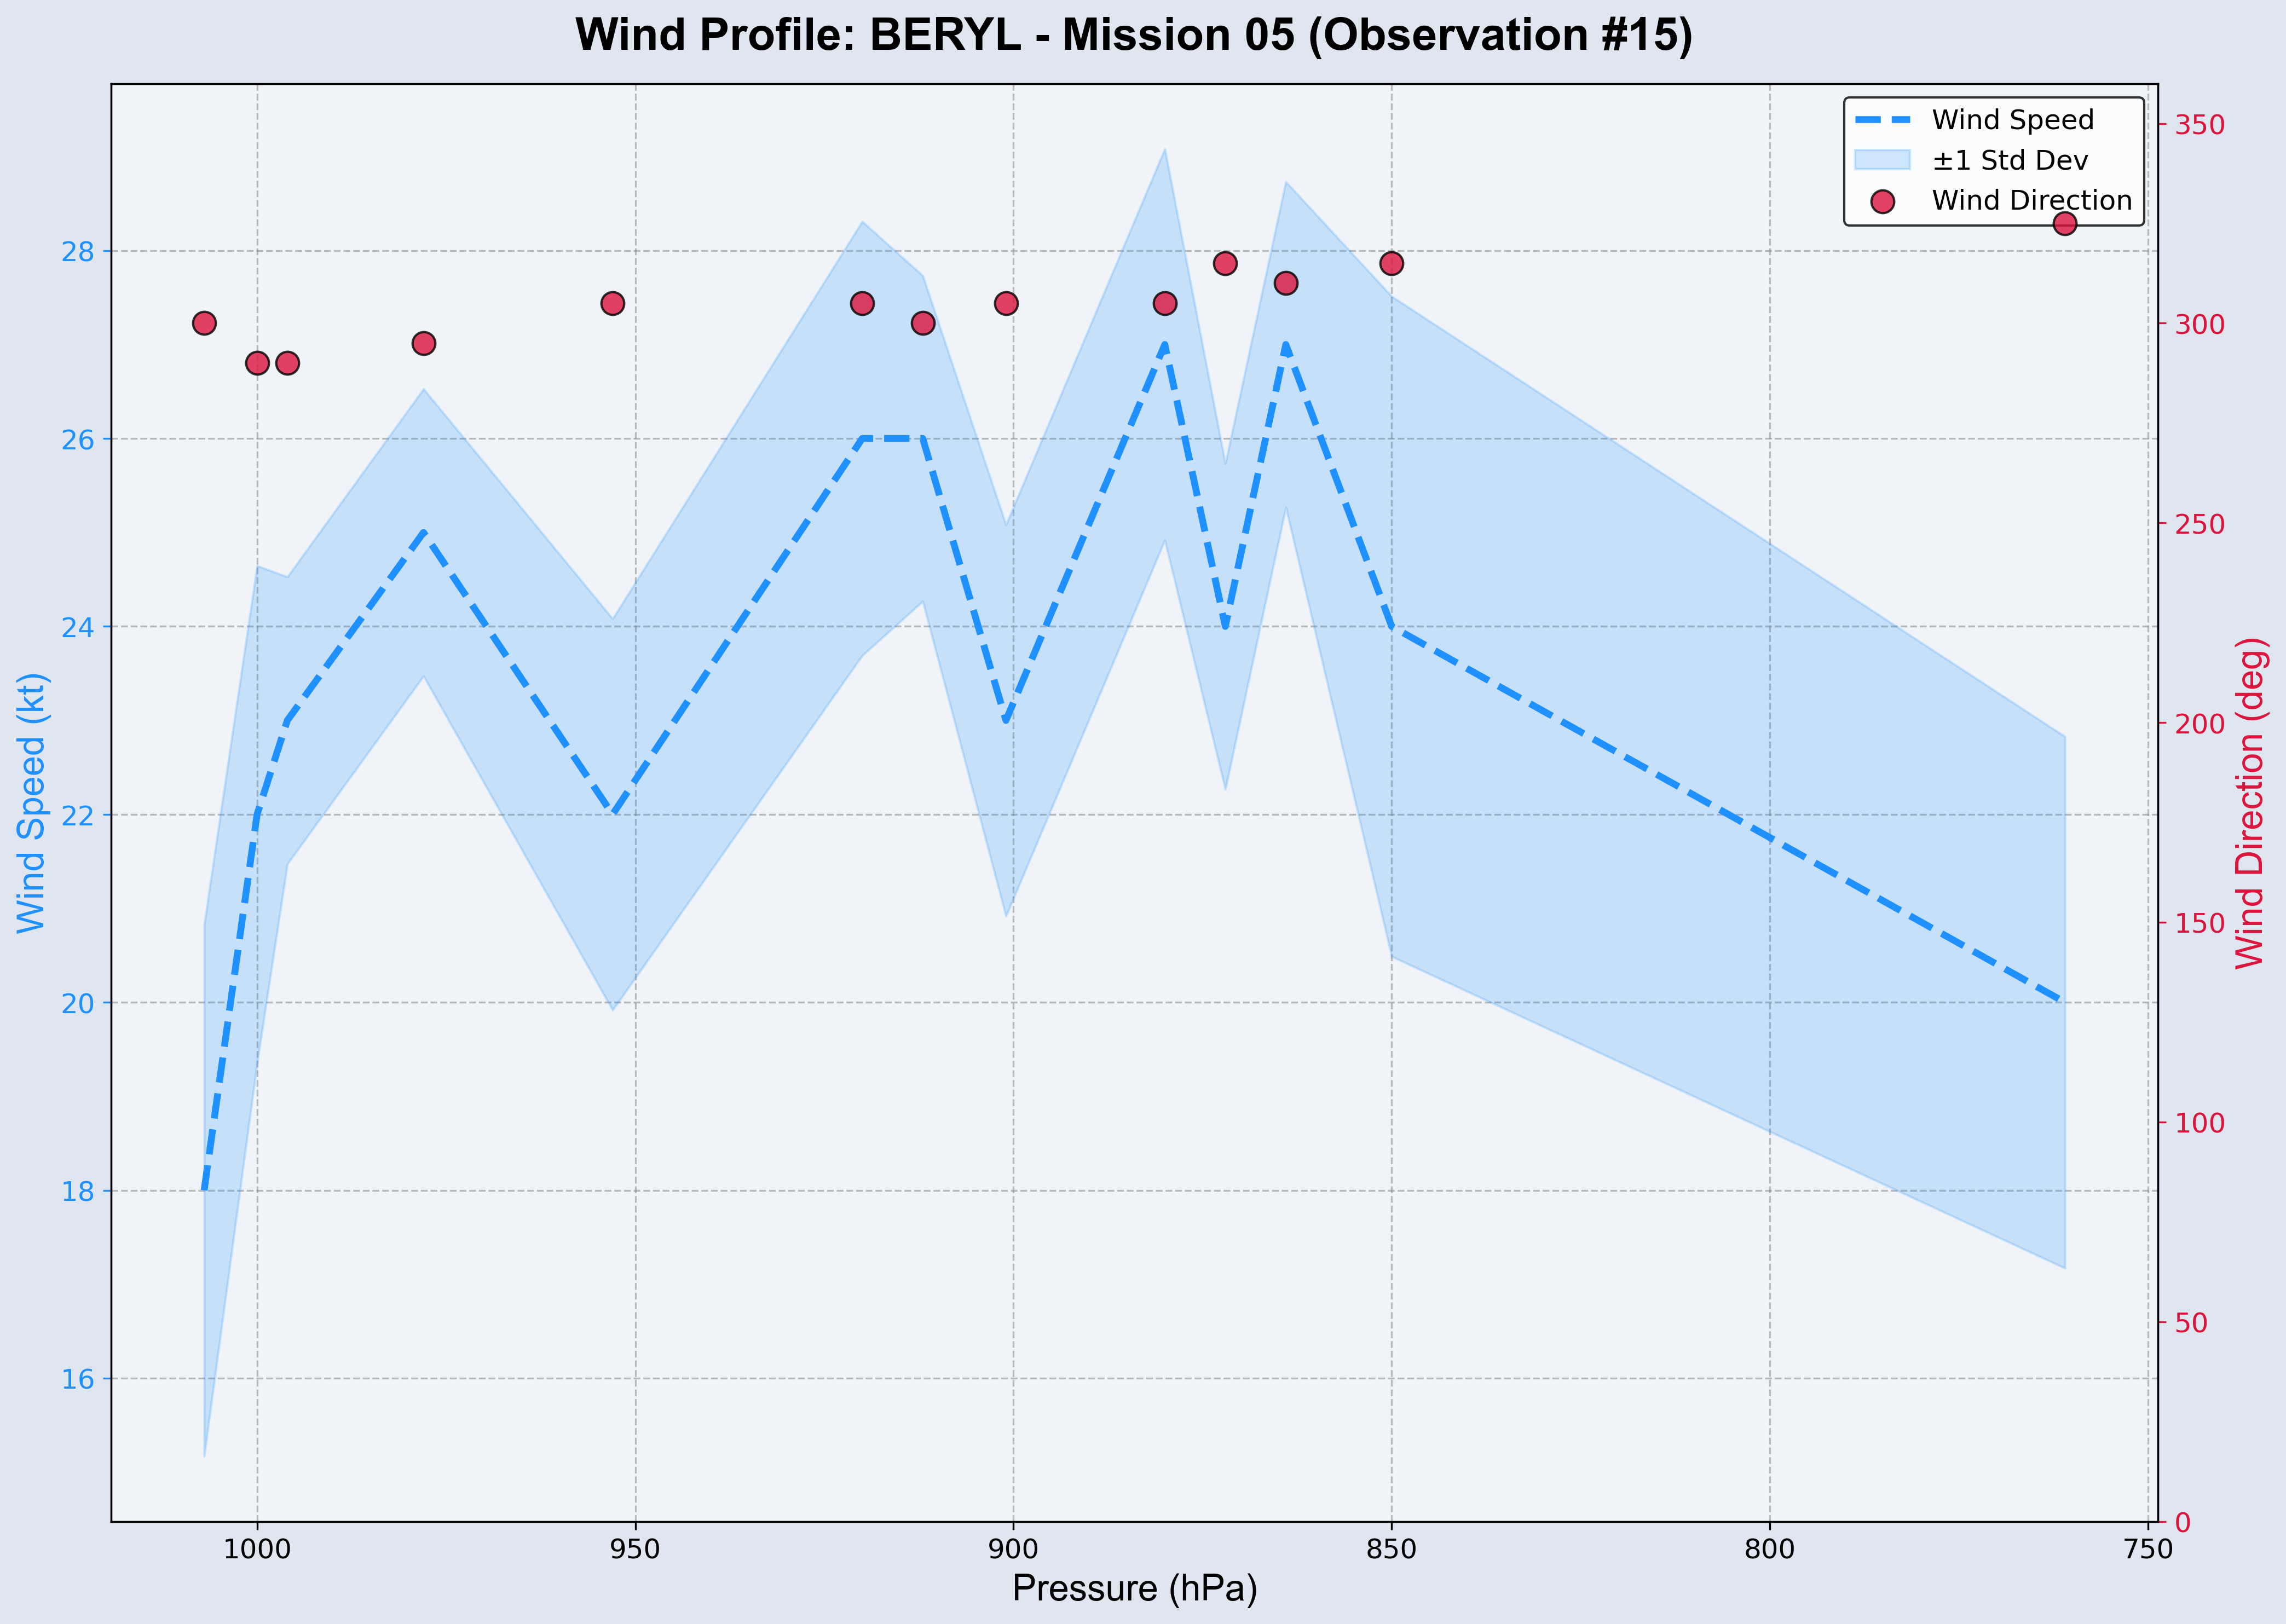 Wind Profile: BERYL - Mission 05 (Observation #15)
Wind Speed
±1 Std Dev
Wind Direction
28
26
24
22
20
18
16
Wind Speed (kt)
350
300
250
200
150
100
50
0
Wind Direction (deg)
1000 950 900 850 800 750
Pressure (hPa)